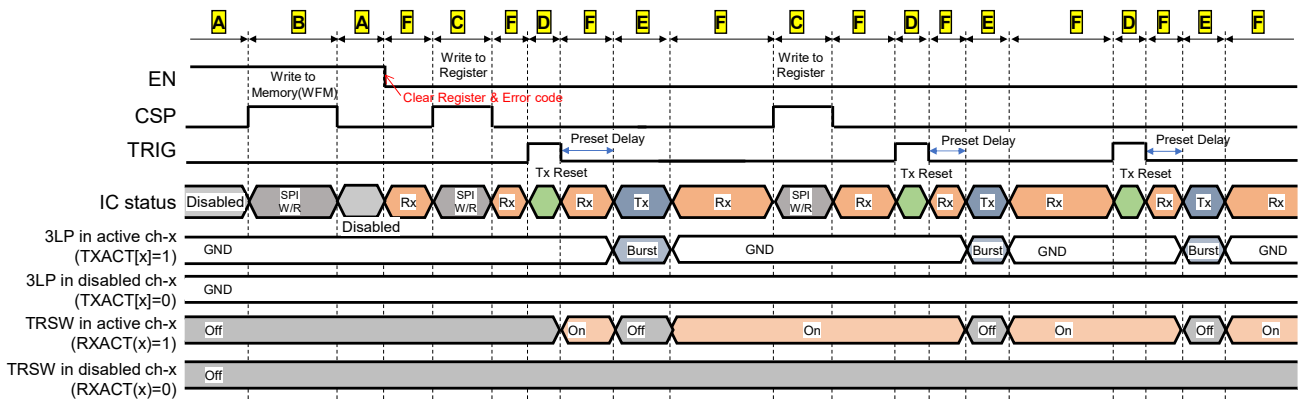 A B A F C F D F E F C F D F E F D F E F
Write to
Register
Write to
Register
EN
Write to
Memory(WFM)
Clear Register & Error code
CSP
TRIG
Preset Delay
Preset Delay
Preset Delay
Tx Reset
Tx Reset
Tx Reset
IC status
Disabled
SPI
W/R
Rx
SPI
W/R
Rx
Rx
Tx
Rx
SPI
W/R
Rx
Rx
Tx
Rx
Rx
Tx
Rx
Disabled
3LP in active ch-x
(TXACT[x]=1)
GND
Burst
GND
Burst
GND
Burst
GND
3LP in disabled ch-x
(TXACT[x]=0)
GND
TRSW in active ch-x
(RXACT(x)=1)
Off
On
Off
On
Off
On
Off
On
TRSW in disabled ch-x
(RXACT(x)=0)
Off